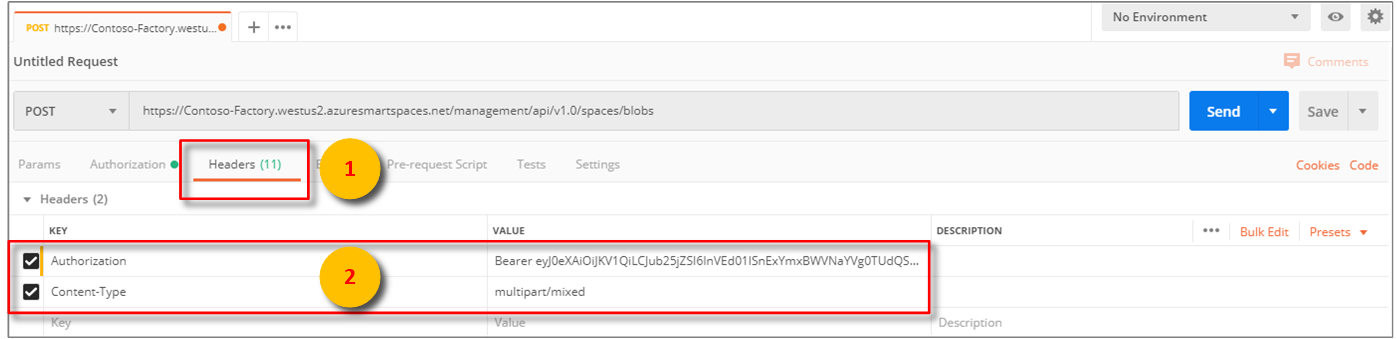 POST https://Contoso-Factory.westu...
No Environment
Untitled Request
Comments
POST https://Contoso-Factory.westus2.azuresmartspaces.net/management/api/v1.0/spaces/blobs Send Save
Params Authorization Headers (11) 1 Pre-request Script Tests Settings Cookies Code
Headers (2)
KEY VALUE DESCRIPTION ••• Bulk Edit Presets
Authorization Bearer eyJ0eXAiOiJKV1QiLCJub25jZSI6InVEd01ISnExYmxBWVNaYVg0TUdQS...
2
Content-Type multipart/mixed
Key Value Description